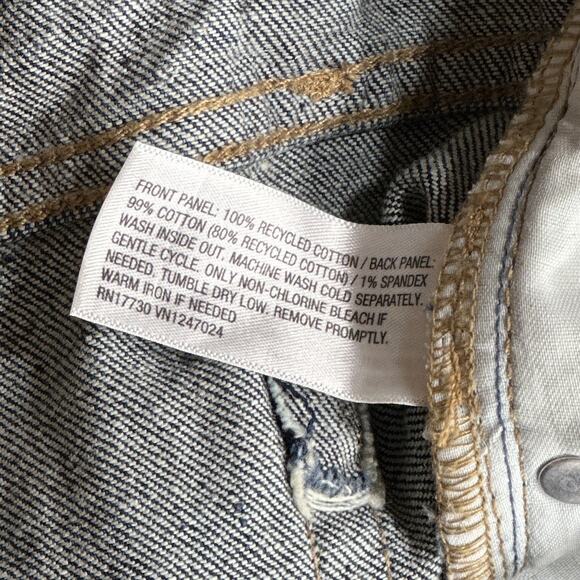 FRONT PANEL: 100% RECYCLED COTTON / BACK PANEL:
99% COTTON (80% RECYCLED COTTON) / 1% SPANDEX
WASH INSIDE OUT. MACHINE WASH COLD SEPARATELY.
GENTLE CYCLE. ONLY NON-CHLORINE BLEACH IF
NEEDED. TUMBLE DRY LOW. REMOVE PROMPTLY.
WARM IRON IF NEEDED
RN17730 VN1247024